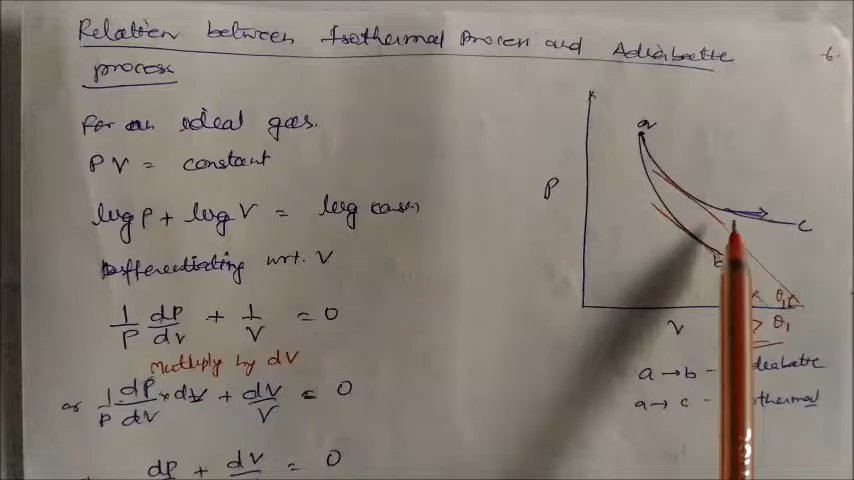 Relation between Isothermal Process and Adiabatic
process
-6-
For an ideal gas.
PV = constant
log P + log V = log
Differentiating wrt. V
1/P dP/dV + 1/V = 0
Multiply by dV
or 1/P dP/dV × dV + dV/V = 0
dP + dV = 0
a
P
c
b
θ1
V
> θ1
a → b -
a → c -